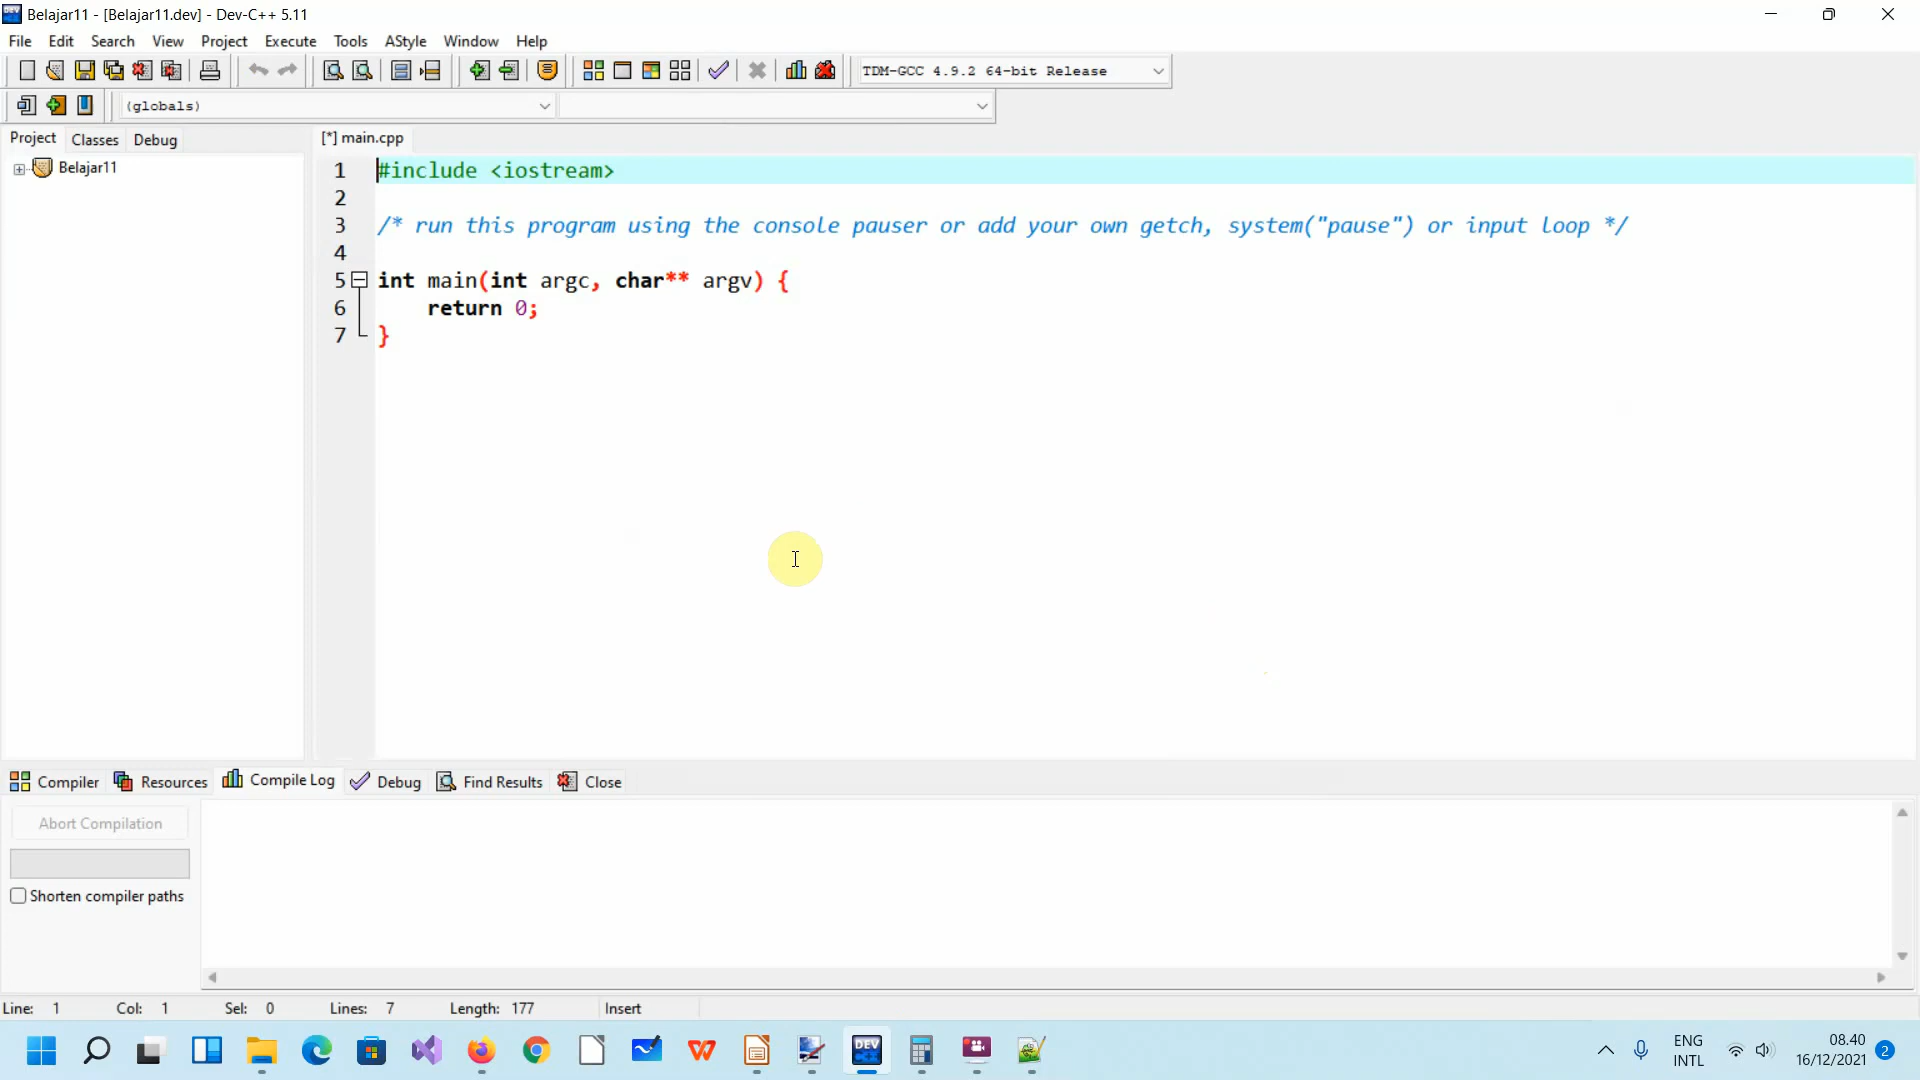 Belajar11 - [Belajar11.dev] - Dev-C++ 5.11
File Edit Search View Project Execute Tools AStyle Window Help
TDM-GCC 4.9.2 64-bit Release
(globals)
Project Classes Debug
[*] main.cpp
Belajar11
1 #include <iostream>
2
3 /* run this program using the console pauser or add your own getch, system("pause") or input loop */
4
5 int main(int argc, char** argv) {
6 return 0;
7 }
Compiler Resources Compile Log Debug Find Results Close
Abort Compilation
Shorten compiler paths
Line: 1 Col: 1 Sel: 0 Lines: 7 Length: 177 Insert
DEV C++
ENG
INTL
08.40
16/12/2021
2